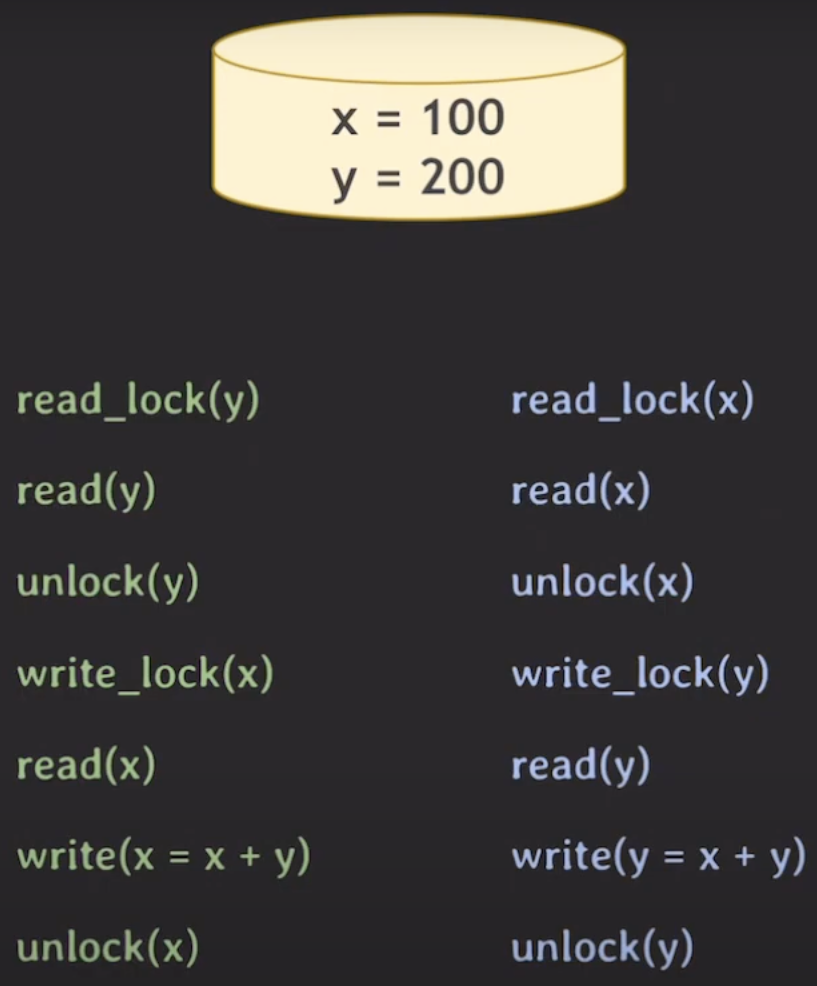 x = 100
y = 200
read_lock(y)
read(y)
unlock(y)
write_lock(x)
read(x)
write(x = x + y)
unlock(x)
read_lock(x)
read(x)
unlock(x)
write_lock(y)
read(y)
write(y = x + y)
unlock(y)